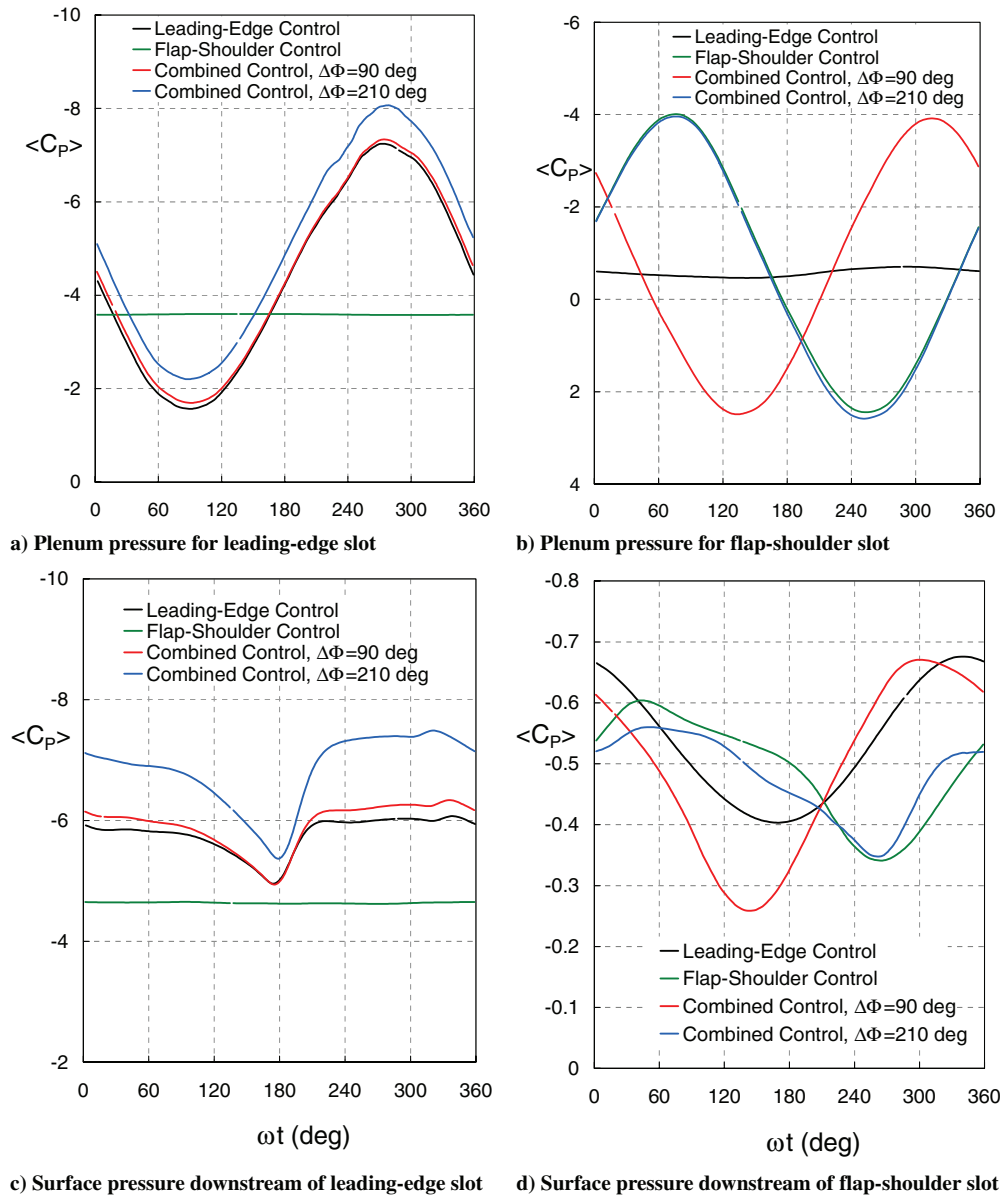 -10
-8
<CP>
-6
-4
-2
0
0 60 120 180 240 300 360
Leading-Edge Control
Flap-Shoulder Control
Combined Control, ΔΦ=90 deg
Combined Control, ΔΦ=210 deg
a) Plenum pressure for leading-edge slot
-6
-4
<CP>
-2
0
2
4
0 60 120 180 240 300 360
Leading-Edge Control
Flap-Shoulder Control
Combined Control, ΔΦ=90 deg
Combined Control, ΔΦ=210 deg
b) Plenum pressure for flap-shoulder slot
-10
-8
<CP>
-6
-4
-2
0 60 120 180 240 300 360
Leading-Edge Control
Flap-Shoulder Control
Combined Control, ΔΦ=90 deg
Combined Control, ΔΦ=210 deg
ωt (deg)
c) Surface pressure downstream of leading-edge slot
-0.8
-0.7
-0.6
<CP>
-0.5
-0.4
-0.3
-0.2
-0.1
0
0 60 120 180 240 300 360
Leading-Edge Control
Flap-Shoulder Control
Combined Control, ΔΦ=90 deg
Combined Control, ΔΦ=210 deg
ωt (deg)
d) Surface pressure downstream of flap-shoulder slot